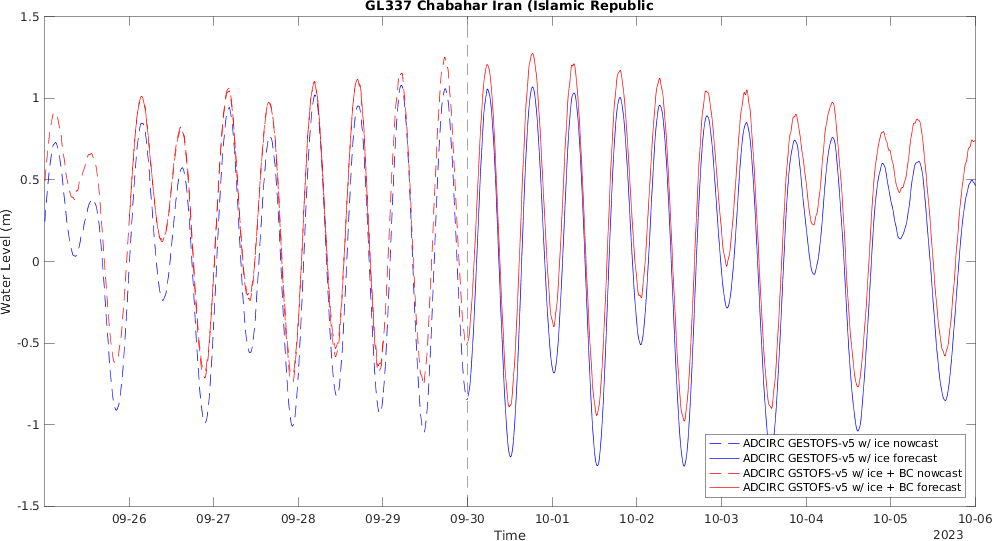 GL337 Chabahar Iran (Islamic Republic
1.5
1
0.5
0
-0.5
-1
-1.5
Water Level (m)
09-26
09-27
09-28
09-29
09-30
10-01
10-02
10-03
10-04
10-05
10-06
Time
2023
ADCIRC GESTOFS-v5 w/ ice nowcast
ADCIRC GESTOFS-v5 w/ ice forecast
ADCIRC GSTOFS-v5 w/ ice + BC nowcast
ADCIRC GSTOFS-v5 w/ ice + BC forecast